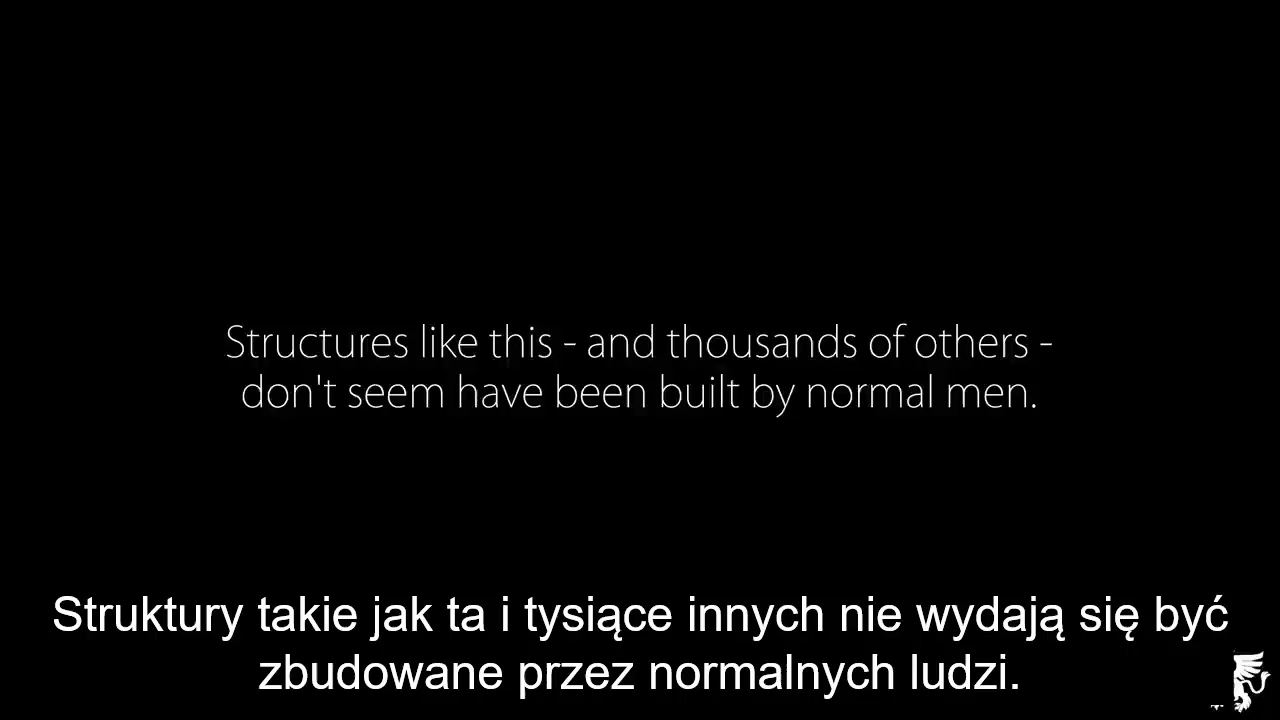 Structures like this - and thousands of others -
don't seem have been built by normal men.
Struktury takie jak ta i tysiące innych nie wydają się być
zbudowane przez normalnych ludzi.